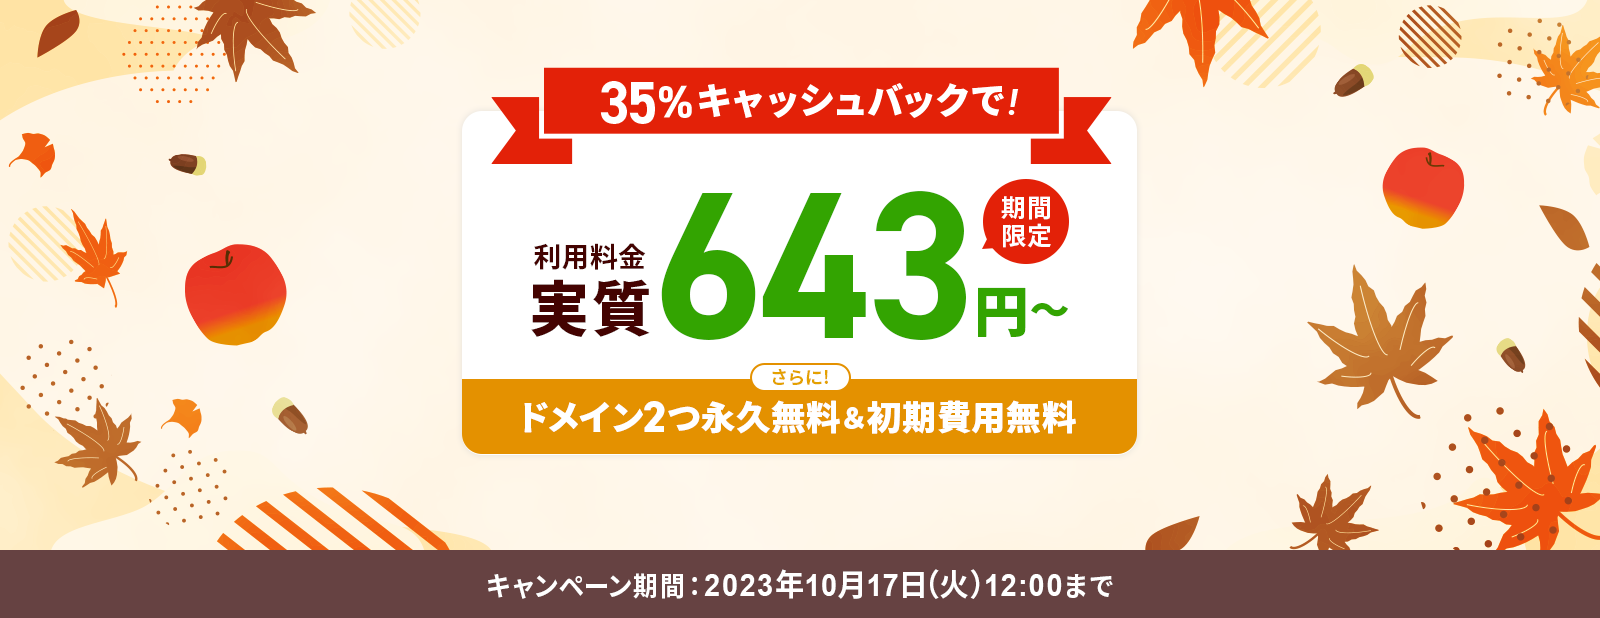 35%キャッシュバックで!
利用料金
実質643円～
期間
限定
さらに!
ドメイン2つ永久無料&初期費用無料
キャンペーン期間：2023年10月17日(火)12:00まで